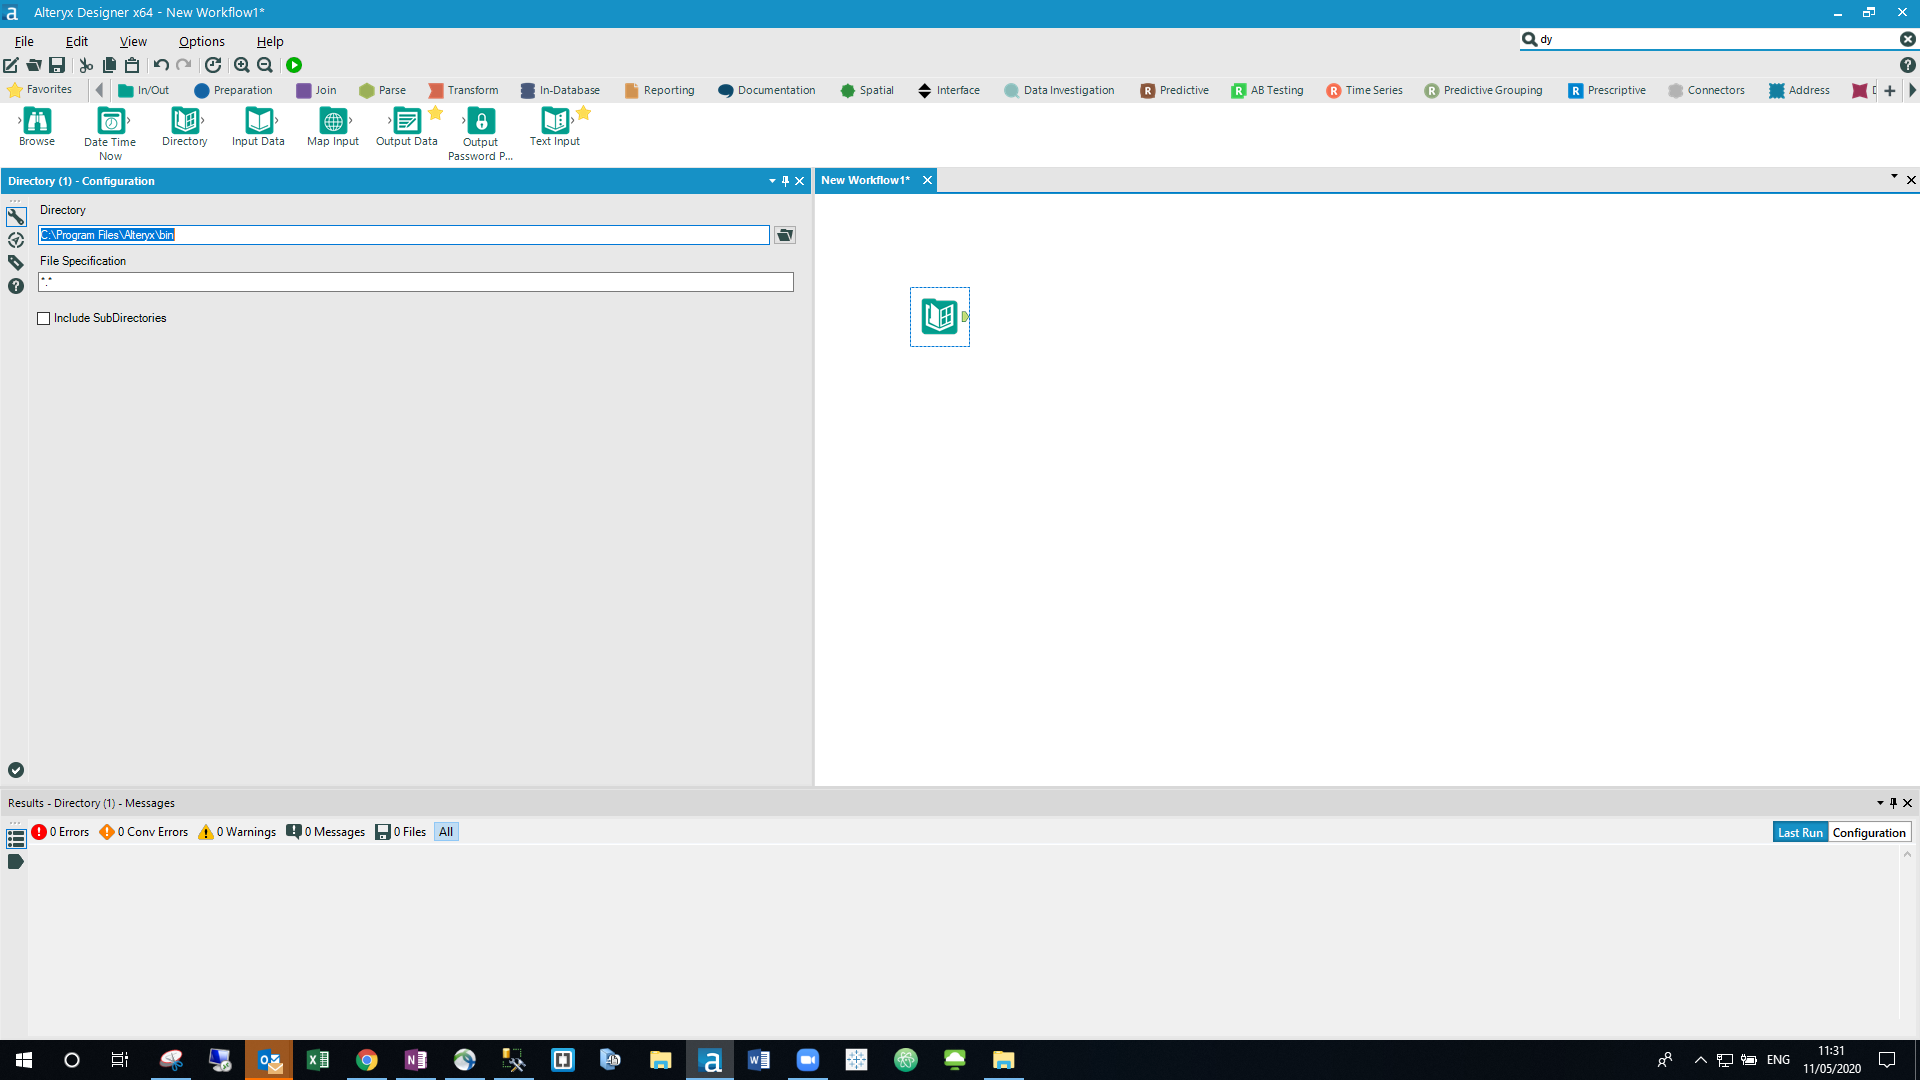 Alteryx Designer x64 - New Workflow1*
File Edit View Options Help
dy
Favorites In/Out Preparation Join Parse Transform In-Database Reporting Documentation Spatial Interface Data Investigation Predictive AB Testing Time Series Predictive Grouping Prescriptive Connectors Address
Browse Date Time Now Directory Input Data Map Input Output Data Output Password P... Text Input
Directory (1) - Configuration
New Workflow1*
Directory
C:\Program Files\Alteryx\bin
File Specification
*.*
Include SubDirectories
Results - Directory (1) - Messages
0 Errors 0 Conv Errors 0 Warnings 0 Messages 0 Files All
Last Run Configuration
ENG
11:31
11/05/2020